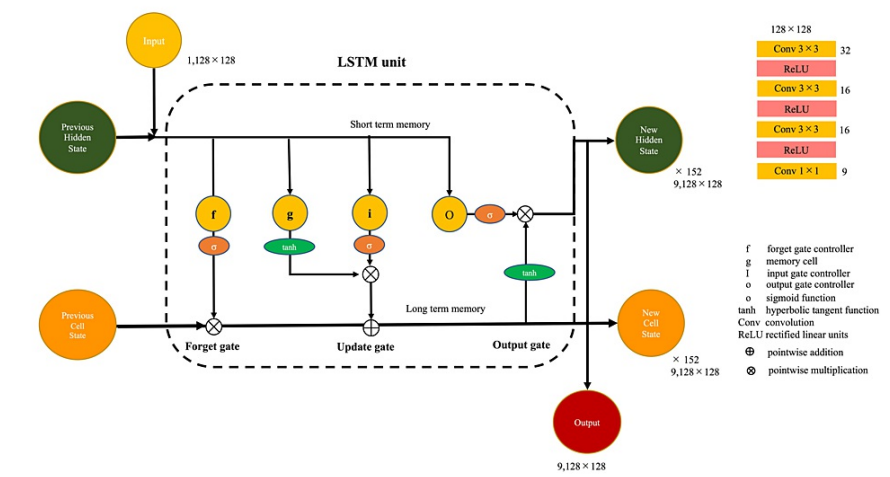 Input
1,128×128
LSTM unit
Previous
Hidden
State
Short term memory
New
Hidden
State
× 152
9,128×128
f
g
i
O
σ
tanh
σ
σ
tanh
Previous
Cell
State
Long term memory
New
Cell
State
× 152
9,128×128
Forget gate
Update gate
Output gate
Output
9,128×128
128×128
Conv 3×3 32
ReLU
Conv 3×3 16
ReLU
Conv 3×3 16
ReLU
Conv 1×1 9
f forget gate controller
g memory cell
I input gate controller
o output gate controller
o sigmoid function
tanh hyperbolic tangent function
Conv convolution
ReLU rectified linear units
⊕ pointwise addition
⊗ pointwise multiplication